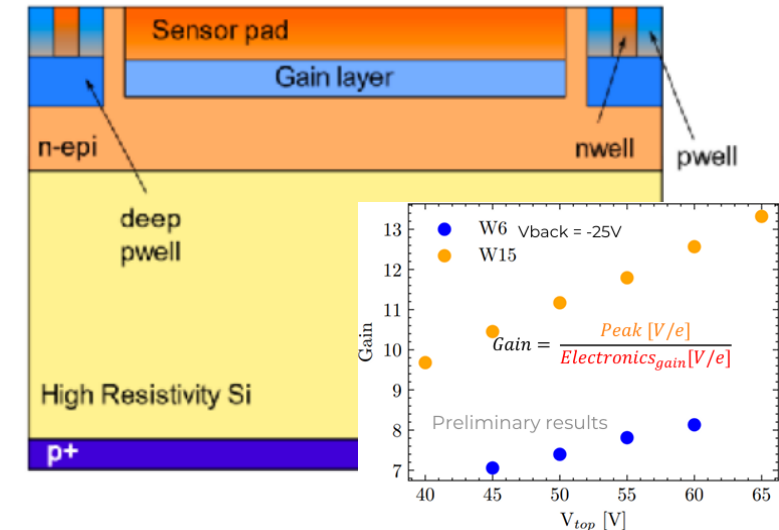 Sensor pad
Gain layer
n-epi
nwell
pwell
deep
pwell
High Resistivity Si
p+
W6 Vback = -25V
W15
Gain = Peak [V/e]
Electronics_gain[V/e]
Preliminary results
Gain
13
12
11
10
9
8
7
40 45 50 55 60 65
V_top [V]